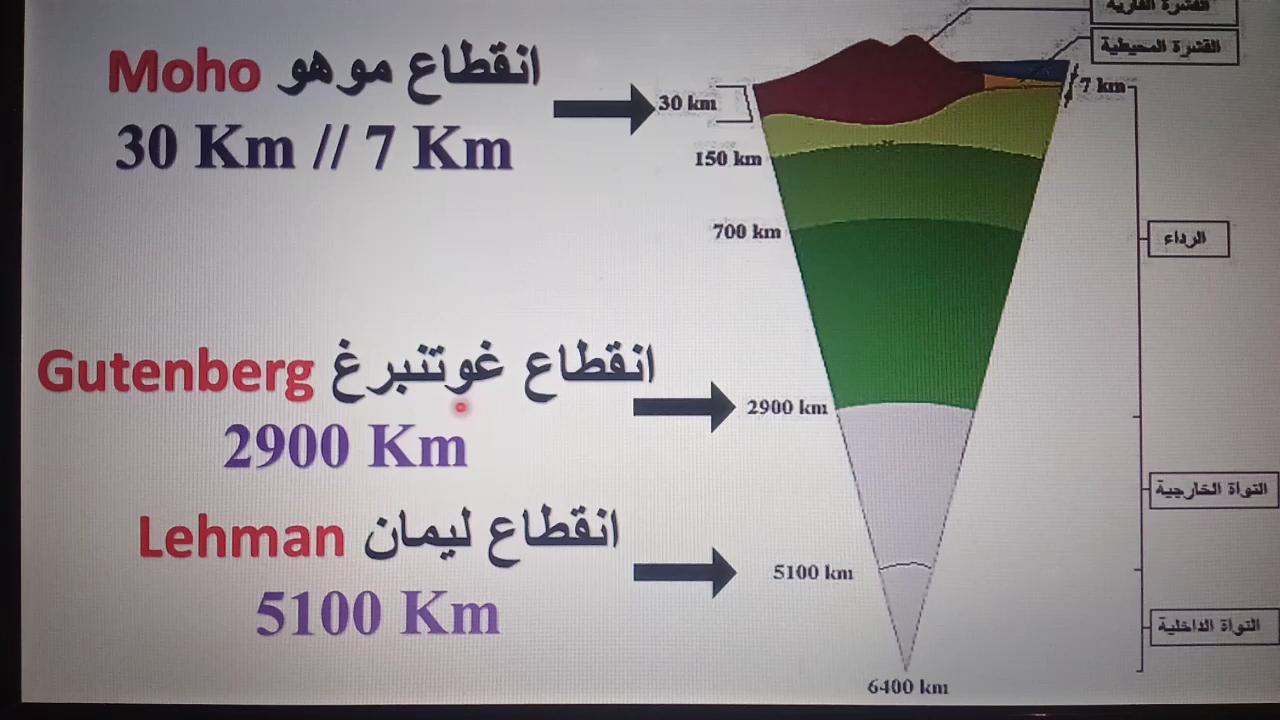 انقطاع موهو Moho
30 Km // 7 Km
انقطاع غوتنبرغ Gutenberg
2900 Km
انقطاع ليمان Lehman
5100 Km
القشرة القارية
القشرة المحيطية
30 km
7 km
150 km
700 km
الرداء
2900 km
النواة الخارجية
5100 km
النواة الداخلية
6400 km